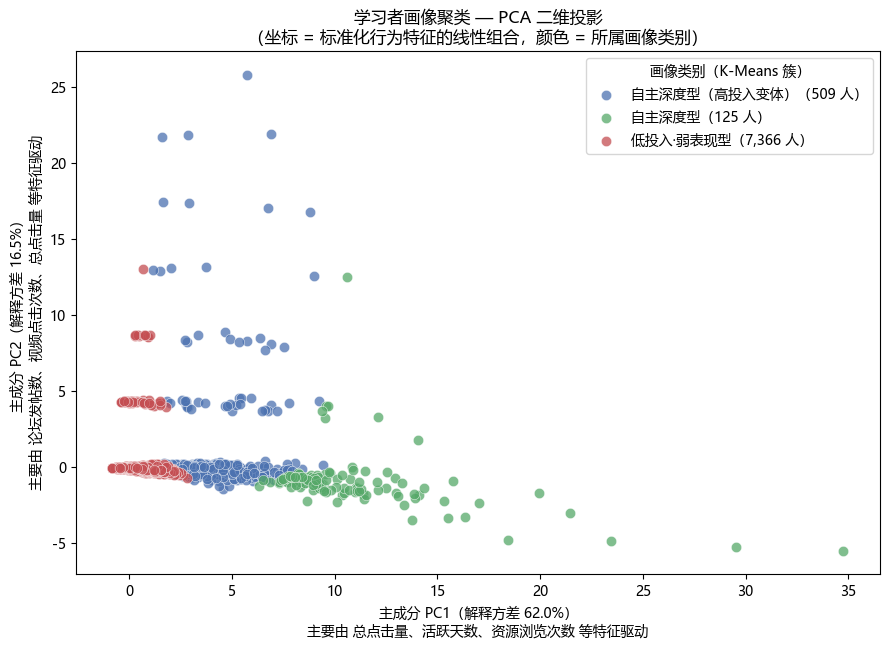 学习者画像聚类 — PCA 二维投影
（坐标 = 标准化行为特征的线性组合，颜色 = 所属画像类别）
画像类别（K-Means 簇）
自主深度型（高投入变体）（509 人）
自主深度型（125 人）
低投入·弱表现型（7,366 人）
主成分 PC2（解释方差 16.5%）
主要由 论坛发帖数、视频点击次数、总点击量 等特征驱动
25
20
15
10
5
0
-5
0
5
10
15
20
25
30
35
主成分 PC1（解释方差 62.0%）
主要由 总点击量、活跃天数、资源浏览次数 等特征驱动